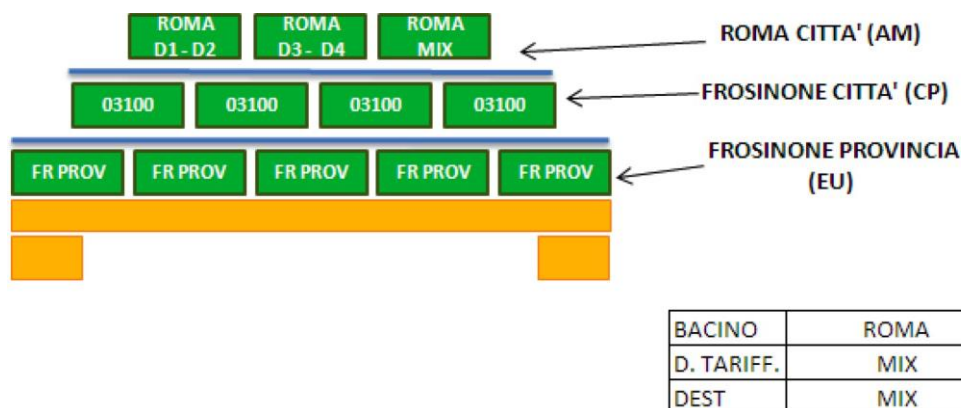 ROMA D1 - D2
ROMA D3 - D4
ROMA MIX
ROMA CITTA' (AM)
03100 03100 03100 03100
FROSINONE CITTA' (CP)
FR PROV FR PROV FR PROV FR PROV FR PROV
FROSINONE PROVINCIA
(EU)
BACINO ROMA
D. TARIFF. MIX
DEST MIX